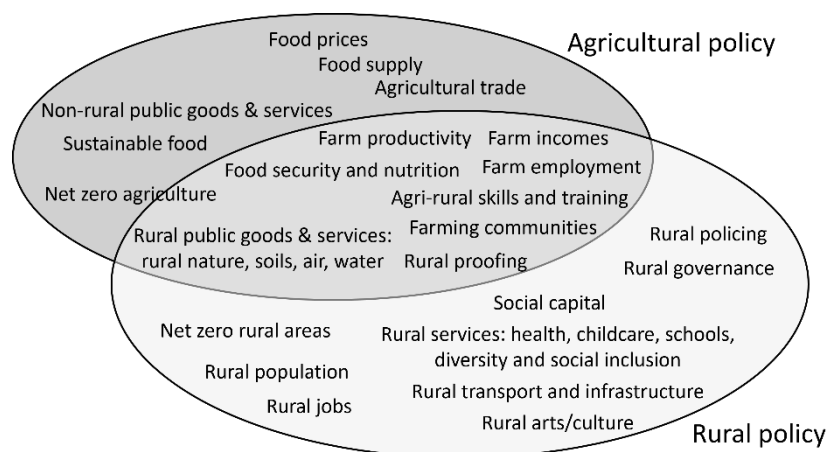 Food prices
Agricultural policy
Food supply
Agricultural trade
Non-rural public goods & services
Sustainable food
Farm productivity
Farm incomes
Food security and nutrition
Farm employment
Net zero agriculture
Agri-rural skills and training
Farming communities
Rural public goods & services:
rural nature, soils, air, water
Rural proofing
Rural policing
Rural governance
Social capital
Net zero rural areas
Rural services: health, childcare, schools,
diversity and social inclusion
Rural population
Rural transport and infrastructure
Rural jobs
Rural arts/culture
Rural policy